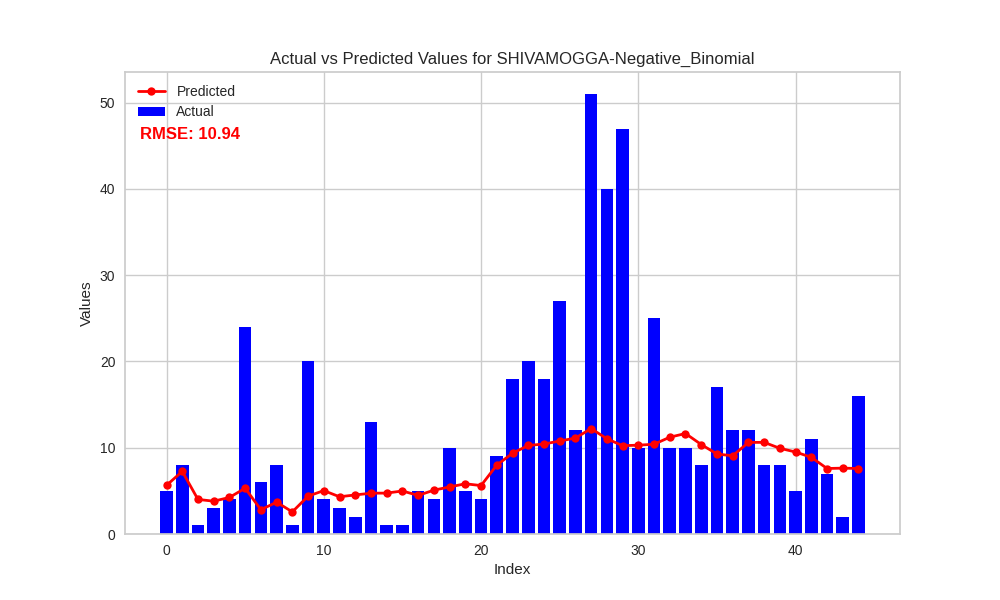 Actual vs Predicted Values for SHIVAMOGGA-Negative_Binomial
Predicted
Actual
RMSE: 10.94
50
40
30
20
10
0
Values
0 10 20 30 40
Index